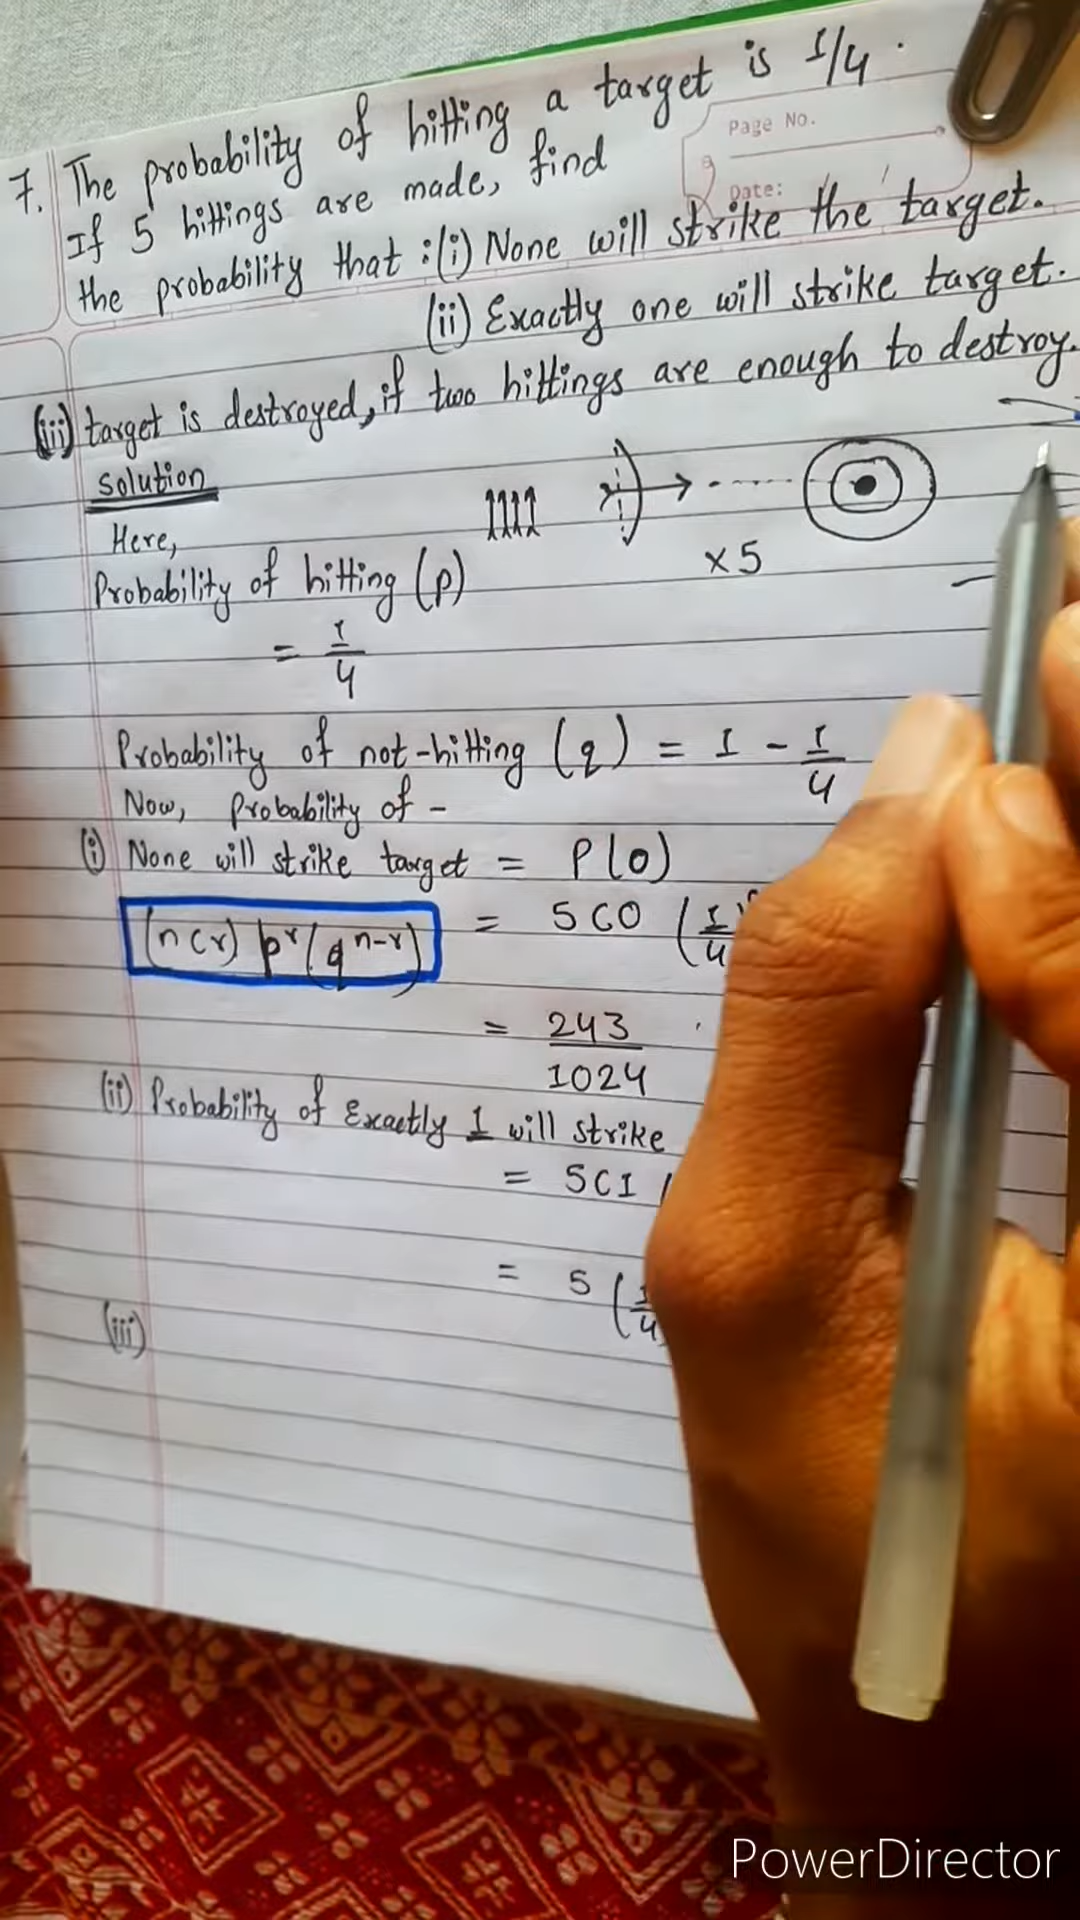 7. The probability of hitting a target is 1/4.
Page No.
If 5 hittings are made, find
Date:
the probability that :(i) None will strike the target.
(ii) Exactly one will strike target.
(iii) target is destroyed, if two hittings are enough to destroy.
Solution
Here,
×5
Probability of hitting (p)
= 1/4
Probability of not-hitting (q) = 1 - 1/4
Now, probability of -
(i) None will strike target = P(0)
(nCr) p^r (q^n-r) = 5C0 (1/4)
= 243/1024
(ii) Probability of Exactly 1 will strike
= 5C1
= 5 (1/4)
(iii)
PowerDirector